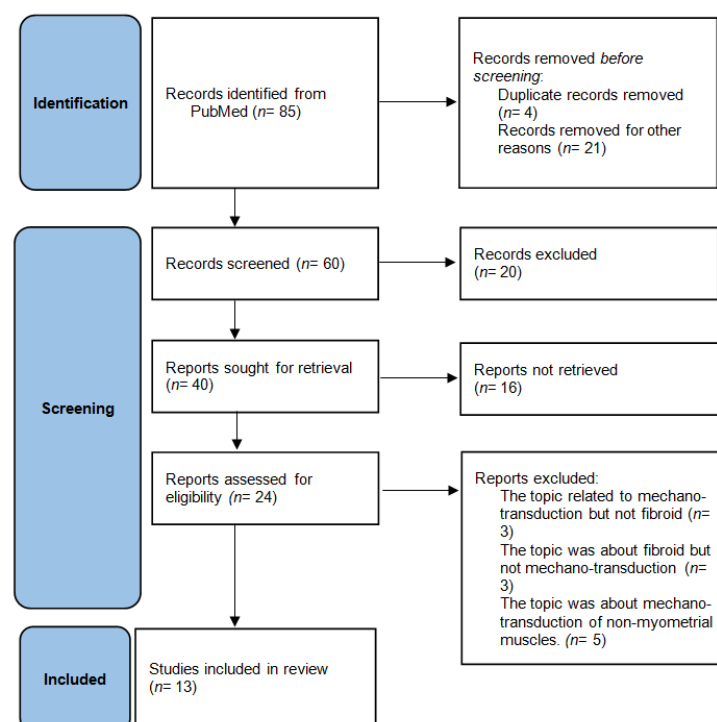 Identification
Records identified from
PubMed (n= 85)
Records removed before
screening:
Duplicate records removed
(n= 4)
Records removed for other
reasons (n= 21)
Screening
Records screened (n= 60)
Records excluded
(n= 20)
Reports sought for retrieval
(n= 40)
Reports not retrieved
(n= 16)
Reports assessed for
eligibility (n= 24)
Reports excluded:
The topic related to mechano-
transduction but not fibroid (n=
3)
The topic was about fibroid but
not mechano-transduction (n=
3)
The topic was about mechano-
transduction of non-myometrial
muscles. (n= 5)
Included
Studies included in review
(n= 13)